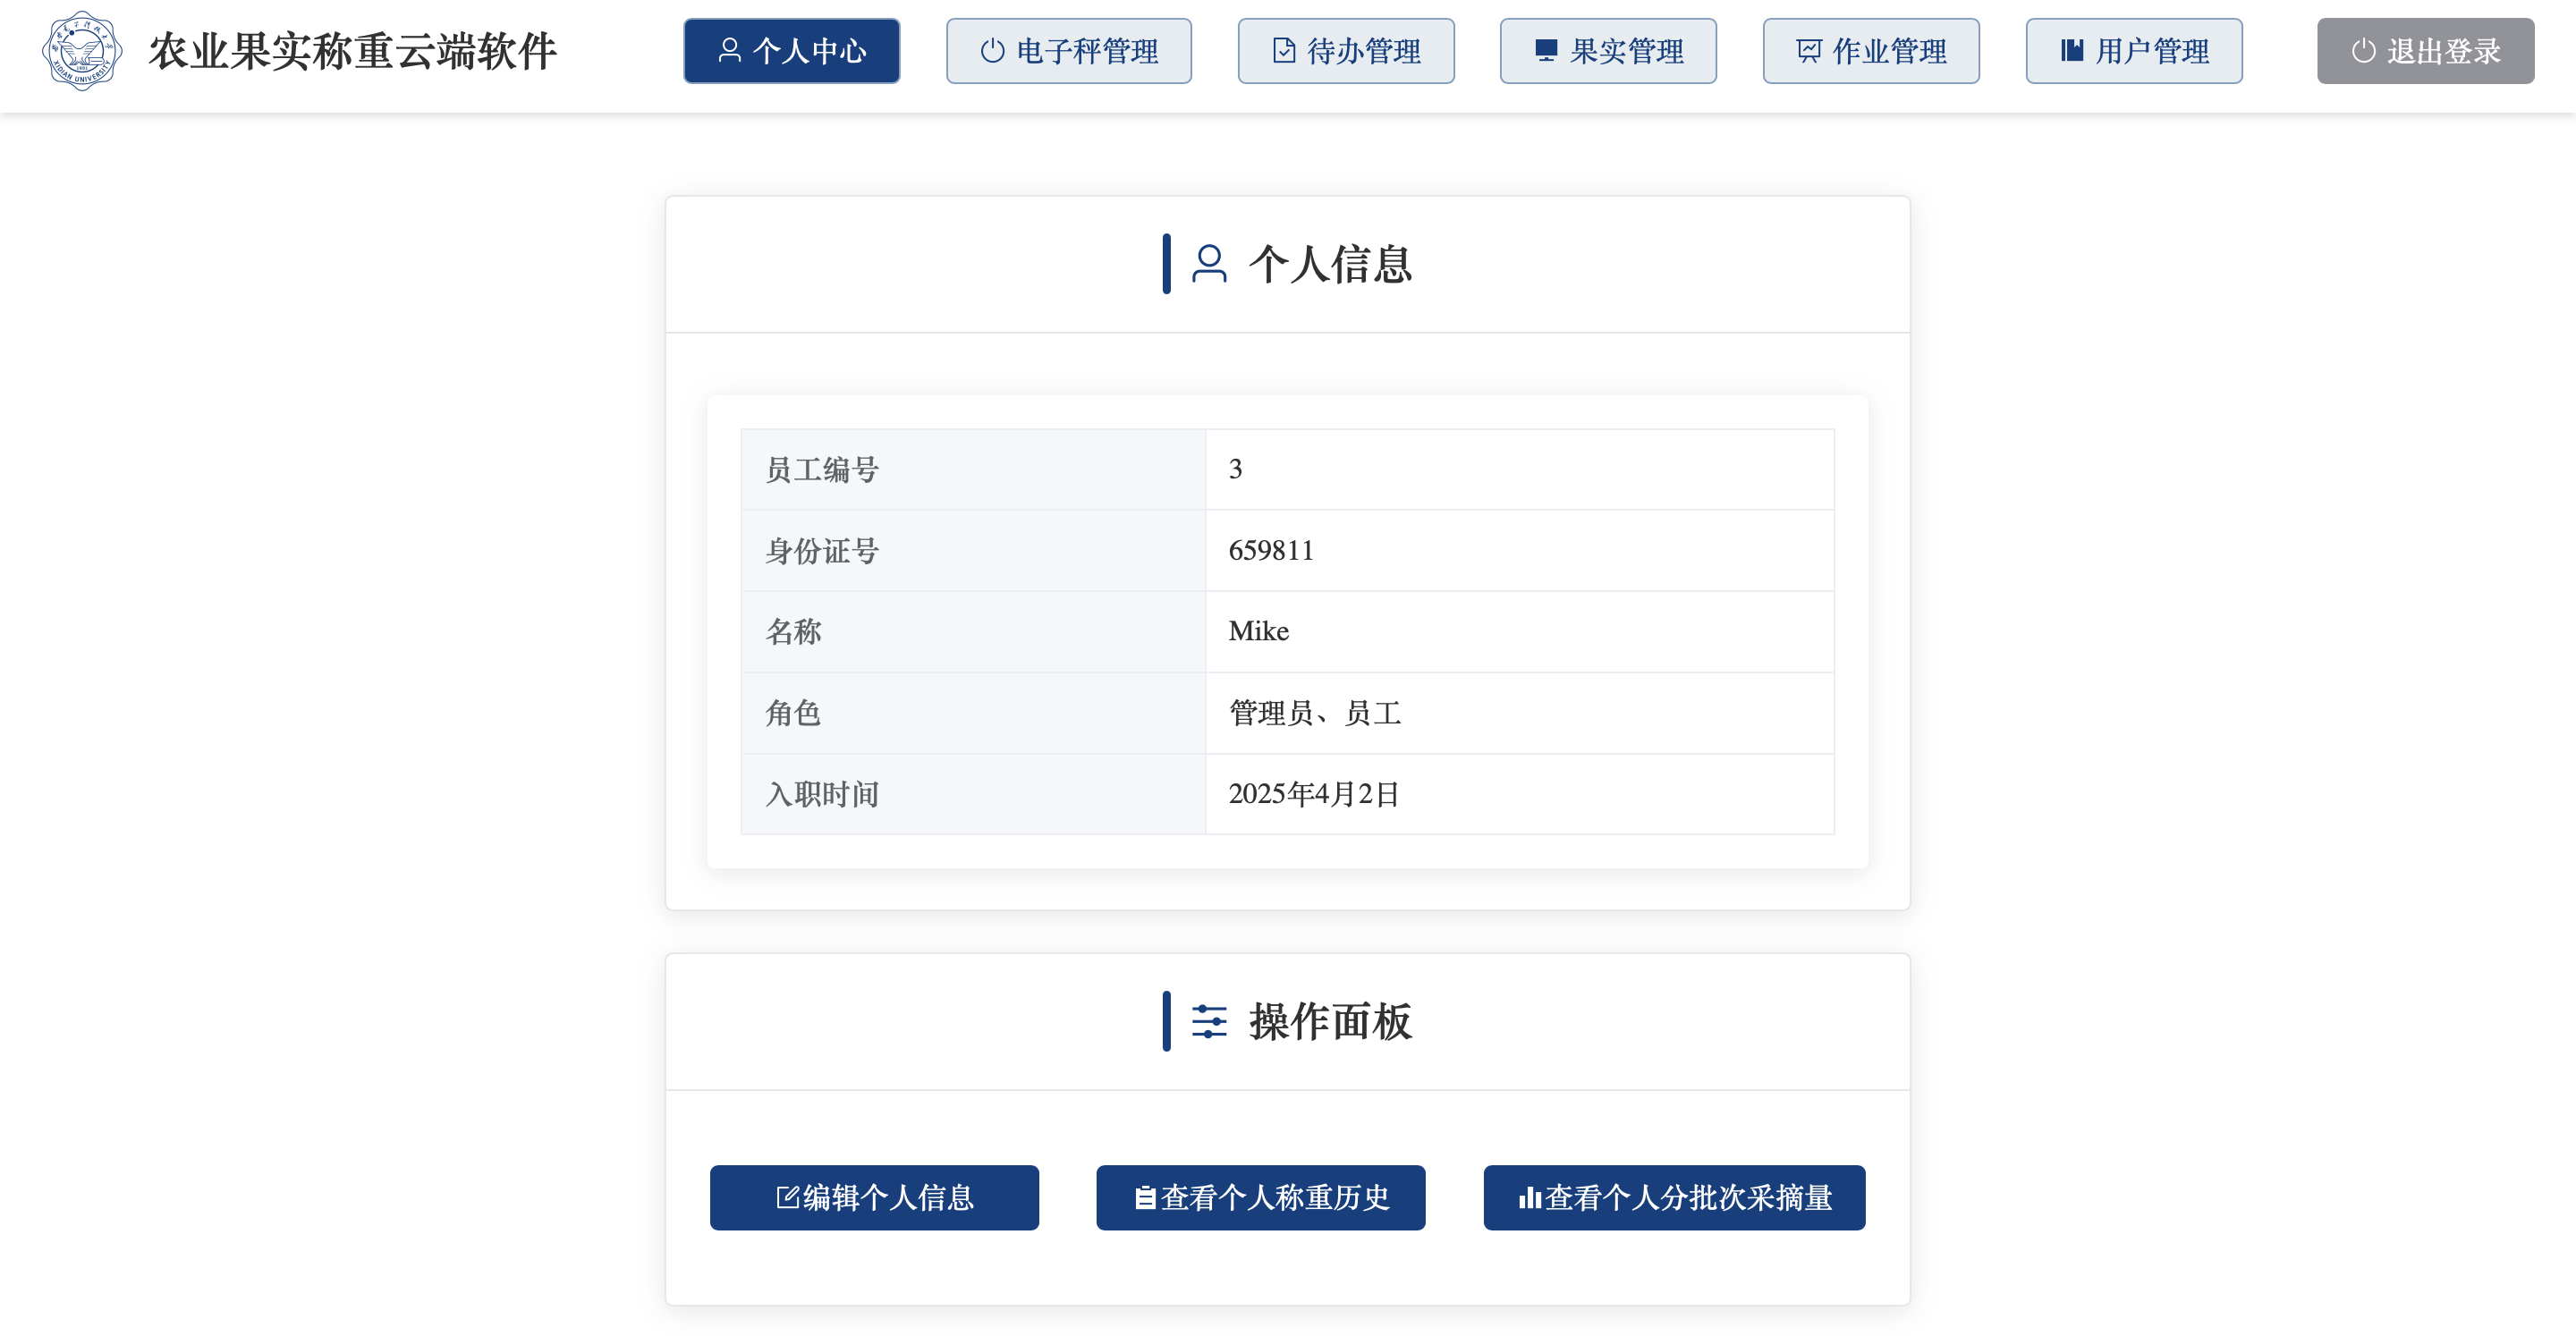 XIDIAN UNIVERSITY
农业果实称重云端软件
个人中心
电子秤管理
待办管理
果实管理
作业管理
用户管理
退出登录
个人信息
员工编号 3
身份证号 659811
名称 Mike
角色 管理员、员工
入职时间 2025年4月2日
操作面板
编辑个人信息
查看个人称重历史
查看个人分批次采摘量